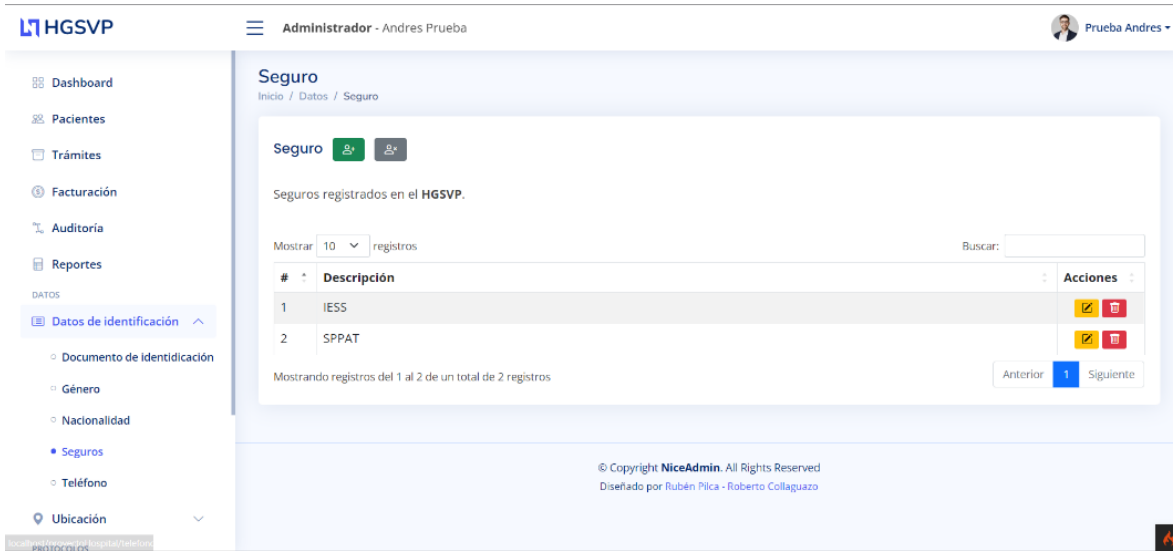 HGSVP
Administrador - Andres Prueba
Prueba Andres
Dashboard
Pacientes
Trámites
Facturación
Auditoría
Reportes
DATOS
Datos de identificación
Documento de identidicación
Género
Nacionalidad
Seguros
Teléfono
Ubicación
PROTOCOLOS
Seguro
Inicio / Datos / Seguro
Seguro
Seguros registrados en el HGSVP.
Mostrar 10 registros
Buscar:
# Descripción Acciones
1 IESS
2 SPPAT
Mostrando registros del 1 al 2 de un total de 2 registros
Anterior 1 Siguiente
© Copyright NiceAdmin. All Rights Reserved
Diseñado por Rubén Pilca - Roberto Collaguazo